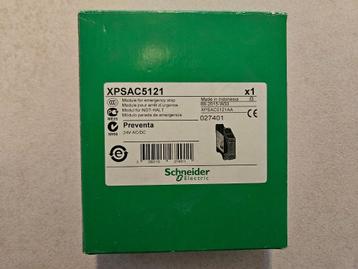 XPSAC5121
x1
Module for emergency stop
Module pour arrêt d'urgence
Modul für NOT-HALT
Módulo parada de emergencia
Made in Indonesia
XPSAC5121AA
027401
CE
Preventa
24V AC/DC
Schneider
Electric